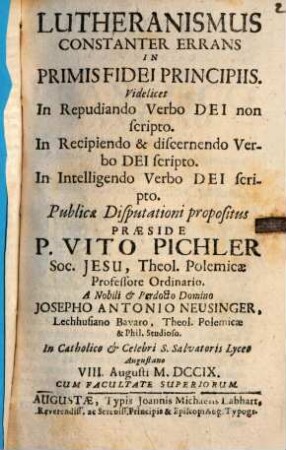 2
LUTHERANISMUS
CONSTANTER ERRANS
IN
PRIMIS FIDEI PRINCIPIIS.
Videlicet
In Repudiando Verbo DEI non
scripto.
In Recipiendo & discernendo Ver-
bo DEI scripto.
In Intelligendo Verbo DEI scri-
pto.
Publicæ Disputationi propositus
PRÆSIDE
P. VITO PICHLER
Soc. JESU, Theol. Polemicæ
Professore Ordinario.
A Nobili & Perdocto Domino
JOSEPHO ANTONIO NEUSINGER,
Lechhusiano Bavaro, Theol. Polemicæ
& Phil. Studioso.
In Catholico & Celebri S. Salvatoris Lyceo
Augustano
VIII. Augusti M. DCCIX.
CUM FACULTATE SUPERIORUM.
AUGUSTÆ, Typis Joannis Michaelis Labhart,
Reverendiss. ac Sereniss. Principis & Episkopi Aug. Typogr.